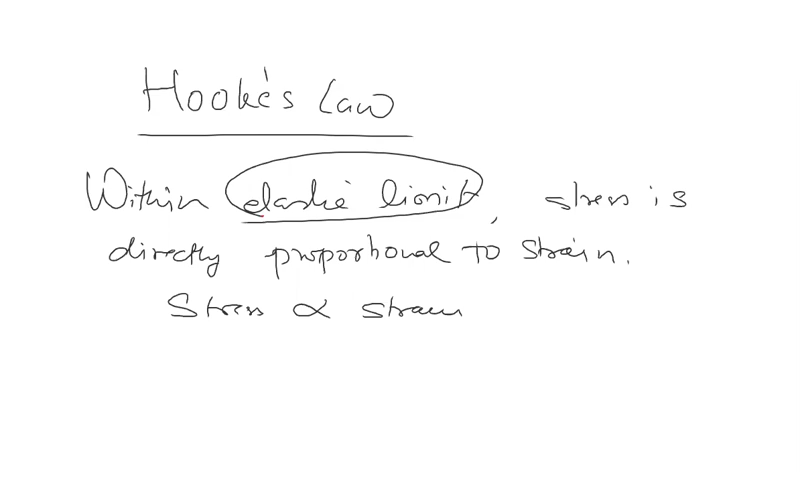 Hooke's Law
Within elastic limit, stress is
directly proportional to strain.
Stress ∝ strain